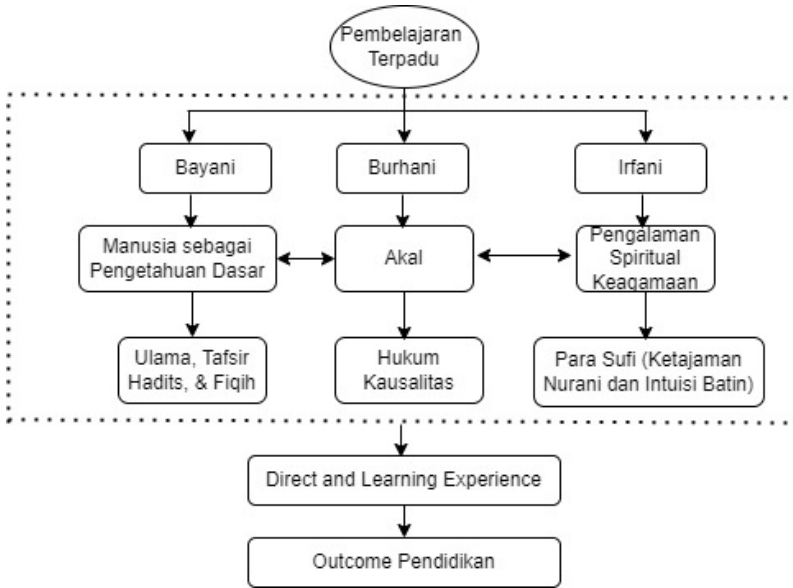 Pembelajaran
Terpadu
Bayani
Burhani
Irfani
Manusia sebagai
Pengetahuan Dasar
Akal
Pengalaman
Spiritual
Keagamaan
Ulama, Tafsir
Hadits, & Fiqih
Hukum
Kausalitas
Para Sufi (Ketajaman
Nurani dan Intuisi Batin)
Direct and Learning Experience
Outcome Pendidikan